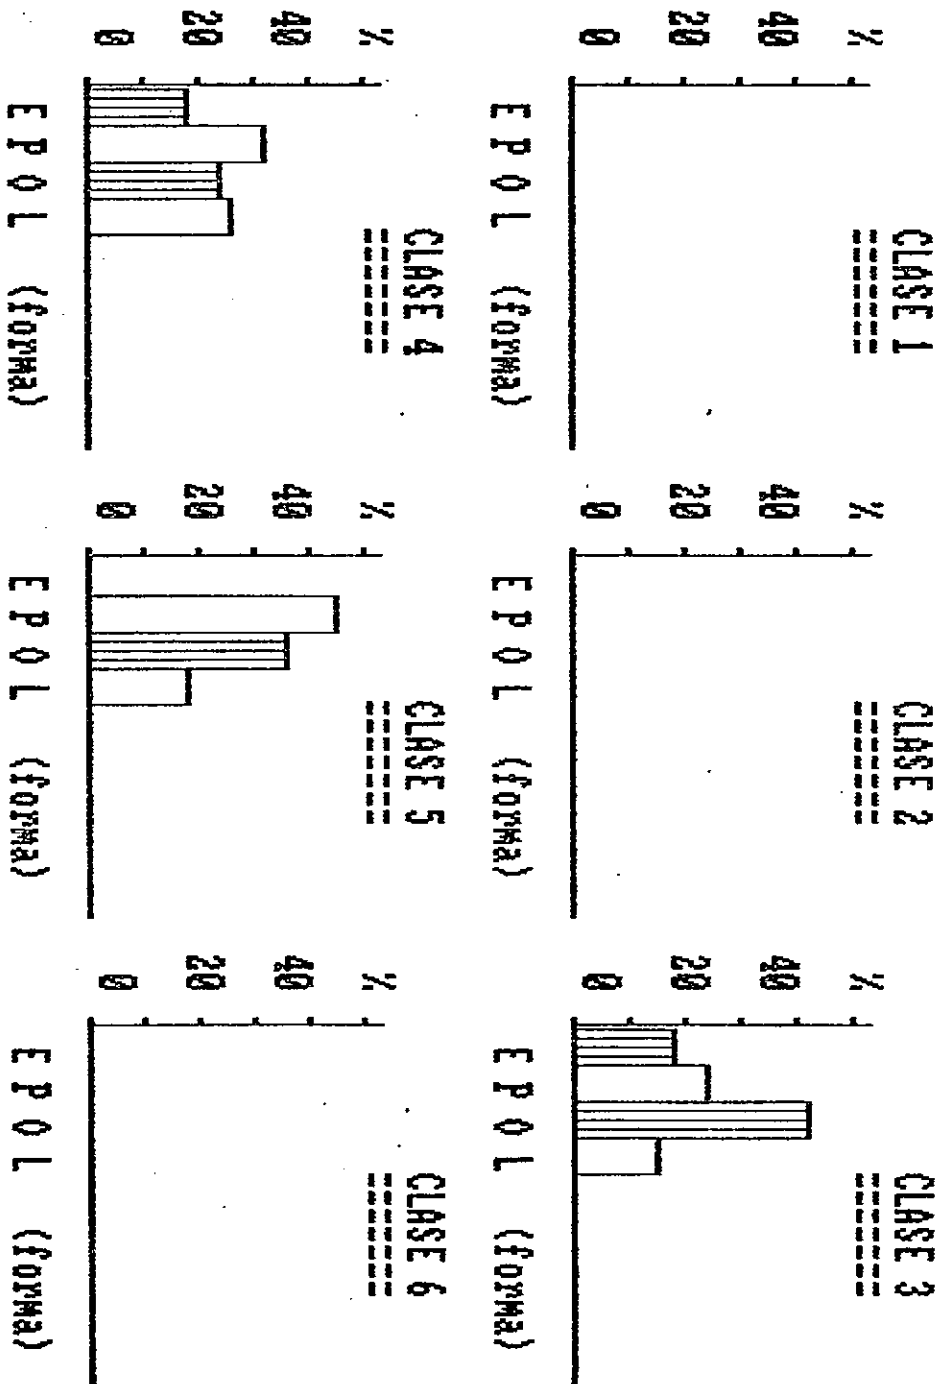 CLASE 1
=======
%
40
20
0
E P O L (forma)
CLASE 2
=======
%
40
20
0
E P O L (forma)
CLASE 3
=======
%
40
20
0
E P O L (forma)
CLASE 4
=======
%
40
20
0
E P O L (forma)
CLASE 5
=======
%
40
20
0
E P O L (forma)
CLASE 6
=======
%
40
20
0
E P O L (forma)